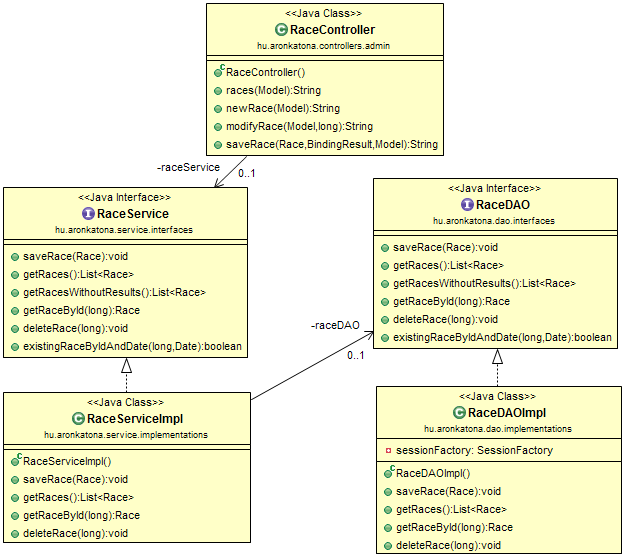 <<Java Class>>
C RaceController
hu.aronkatona.controllers.admin
C RaceController()
races(Model):String
newRace(Model):String
modifyRace(Model,long):String
saveRace(Race,BindingResult,Model):String
-raceService
0..1
<<Java Interface>>
I RaceService
hu.aronkatona.service.interfaces
saveRace(Race):void
getRaces():List<Race>
getRacesWithoutResults():List<Race>
getRaceById(long):Race
deleteRace(long):void
existingRaceByIdAndDate(long,Date):boolean
<<Java Interface>>
I RaceDAO
hu.aronkatona.dao.interfaces
saveRace(Race):void
getRaces():List<Race>
getRacesWithoutResults():List<Race>
getRaceById(long):Race
deleteRace(long):void
existingRaceByIdAndDate(long,Date):boolean
-raceDAO
0..1
<<Java Class>>
C RaceServiceImpl
hu.aronkatona.service.implementations
C RaceServiceImpl()
saveRace(Race):void
getRaces():List<Race>
getRaceById(long):Race
deleteRace(long):void
<<Java Class>>
C RaceDAOImpl
hu.aronkatona.dao.implementations
sessionFactory: SessionFactory
C RaceDAOImpl()
saveRace(Race):void
getRaces():List<Race>
getRaceById(long):Race
deleteRace(long):void